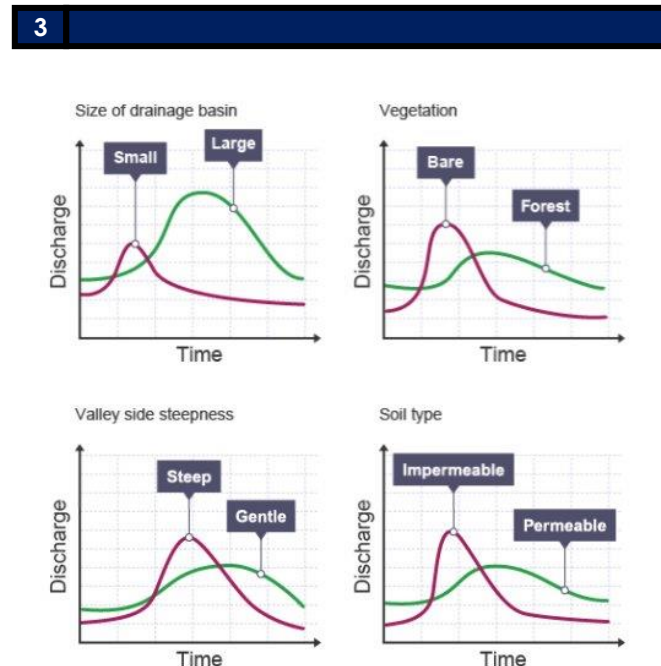 3
Size of drainage basin
Small
Large
Discharge
Time
Vegetation
Bare
Forest
Discharge
Time
Valley side steepness
Steep
Gentle
Discharge
Time
Soil type
Impermeable
Permeable
Discharge
Time